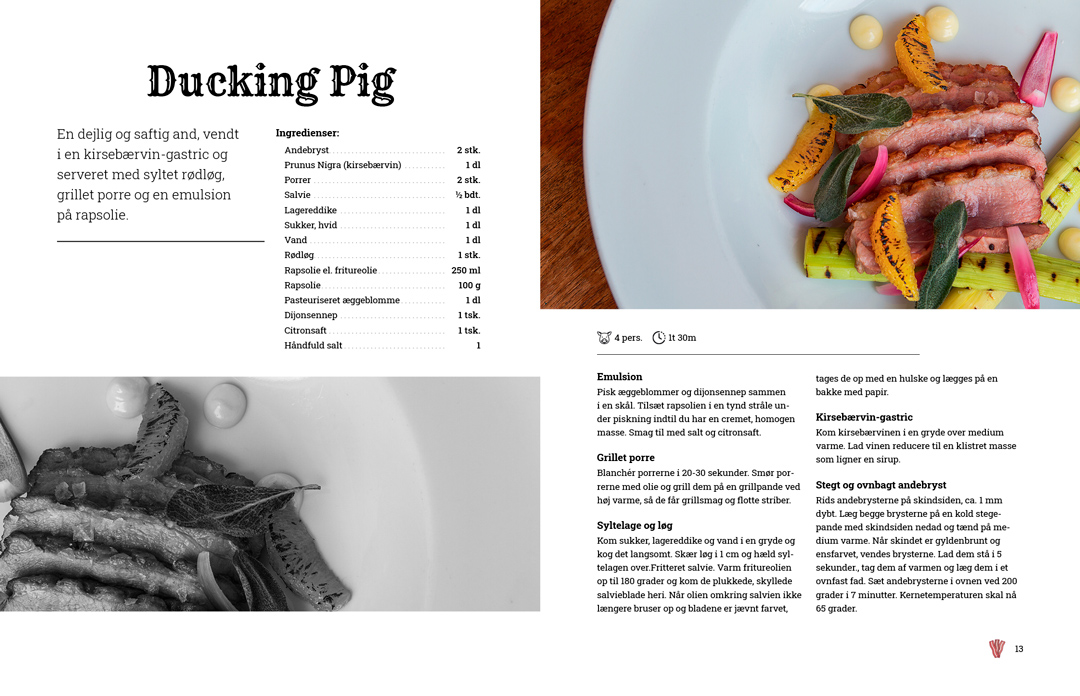 Ducking Pig
En dejlig og saftig and, vendt
i en kirsebærvin-gastric og
serveret med syltet rødløg,
grillet porre og en emulsion
på rapsolie.
Ingredienser:
Andebryst 2 stk.
Prunus Nigra (kirsebærvin) 1 dl
Porrer 2 stk.
Salvie ½ bdt.
Lagereddike 1 dl
Sukker, hvid 1 dl
Vand 1 dl
Rødløg 1 stk.
Rapsolie el. fritureolie 250 ml
Rapsolie 100 g
Pasteuriseret æggeblomme 1 dl
Dijonsennep 1 tsk.
Citronsaft 1 tsk.
Håndfuld salt 1
4 pers. 1t 30m
Emulsion
Pisk æggeblommer og dijonsennep sammen
i en skål. Tilsæt rapsolien i en tynd stråle un-
der piskning indtil du har en cremet, homogen
masse. Smag til med salt og citronsaft.
Grillet porre
Blanchér porrerne i 20-30 sekunder. Smør por-
rerne med olie og grill dem på en grillpande ved
høj varme, så de får grillsmag og flotte striber.
Syltelage og løg
Kom sukker, lagereddike og vand i en gryde og
kog det langsomt. Skær løg i 1 cm og hæld syl-
telagen over.Fritteret salvie. Varm fritureolien
op til 180 grader og kom de plukkede, skyllede
salvieblade heri. Når olien omkring salvien ikke
længere bruser op og bladene er jævnt farvet,
tages de op med en hulske og lægges på en
bakke med papir.
Kirsebærvin-gastric
Kom kirsebærvinen i en gryde over medium
varme. Lad vinen reducere til en klistret masse
som ligner en sirup.
Stegt og ovnbagt andebryst
Rids andebrysterne på skindsiden, ca. 1 mm
dybt. Læg begge brysterne på en kold stege-
pande med skindsiden nedad og tænd på me-
dium varme. Når skindet er gyldenbrunt og
ensfarvet, vendes brysterne. Lad dem stå i 5
sekunder., tag dem af varmen og læg dem i et
ovnfast fad. Sæt andebrysterne i ovnen ved 200
grader i 7 minutter. Kernetemperaturen skal nå
65 grader.
13